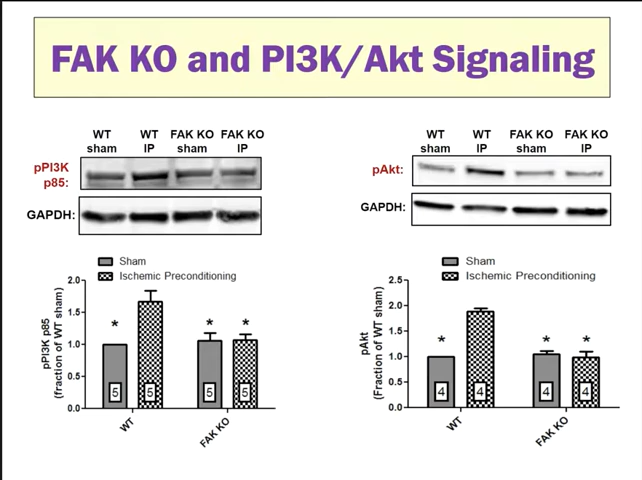 FAK KO and PI3K/Akt Signaling
WT sham
WT IP
FAK KO sham
FAK KO IP
pPI3K p85:
GAPDH:
Sham
Ischemic Preconditioning
pPI3K p85
(fraction of WT sham)
2.0
1.5
1.0
0.5
0.0
* * *
5 5 5 5
WT
FAK KO
WT sham
WT IP
FAK KO sham
FAK KO IP
pAkt:
GAPDH:
Sham
Ischemic Preconditioning
pAkt
(Fraction of WT sham)
2.5
2.0
1.5
1.0
0.5
0.0
* * *
4 4 4 4
WT
FAK KO